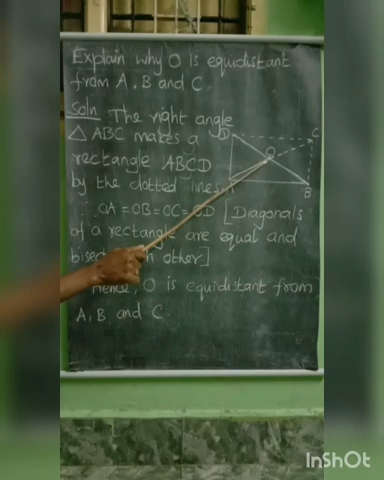 Explain why O is equidistant
from A, B and C.
Soln The right angle
△ ABC makes a
rectangle ABCD
by the dotted lines.
D
C
O
B
OA = OB = OC = OD [Diagonals
of a rectangle are equal and
other]
Hence, O is equidistant from
A, B and C.
InShOt